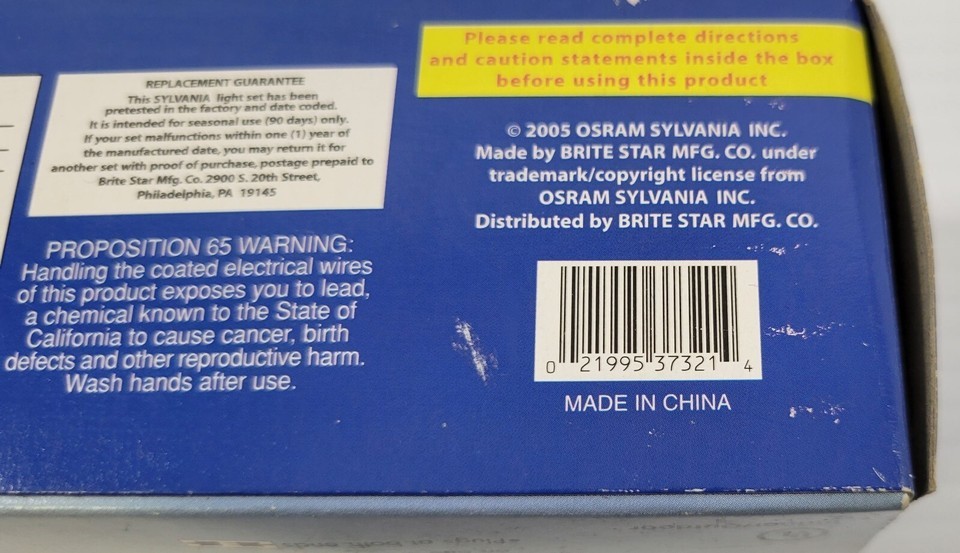 REPLACEMENT GUARANTEE
This SYLVANIA light set has been
pretested in the factory and date coded.
It is intended for seasonal use (90 days) only.
If your set malfunctions within one (1) year of
the manufactured date, you may return it for
another set with proof of purchase, postage prepaid to
Brite Star Mfg. Co. 2900 S. 20th Street,
Philadelphia, PA 19145
PROPOSITION 65 WARNING:
Handling the coated electrical wires
of this product exposes you to lead,
a chemical known to the State of
California to cause cancer, birth
defects and other reproductive harm.
Wash hands after use.
Please read complete directions
and caution statements inside the box
before using this product
© 2005 OSRAM SYLVANIA INC.
Made by BRITE STAR MFG. CO. under
trademark/copyright license from
OSRAM SYLVANIA INC.
Distributed by BRITE STAR MFG. CO.
0 21995 37321 4
MADE IN CHINA